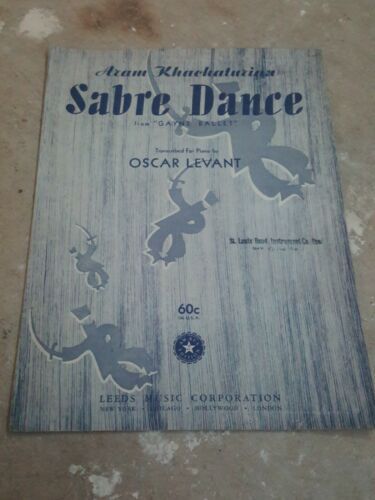 Aram Khachaturian
Sabre Dance
from "GAYNE BALLET"
Transcribed For Piano by
OSCAR LEVANT
St. Louis Band Instrument Co.
60c
IN U.S.A.
LEEDS MUSIC CORPORATION
NEW YORK · CHICAGO · HOLLYWOOD · LONDON